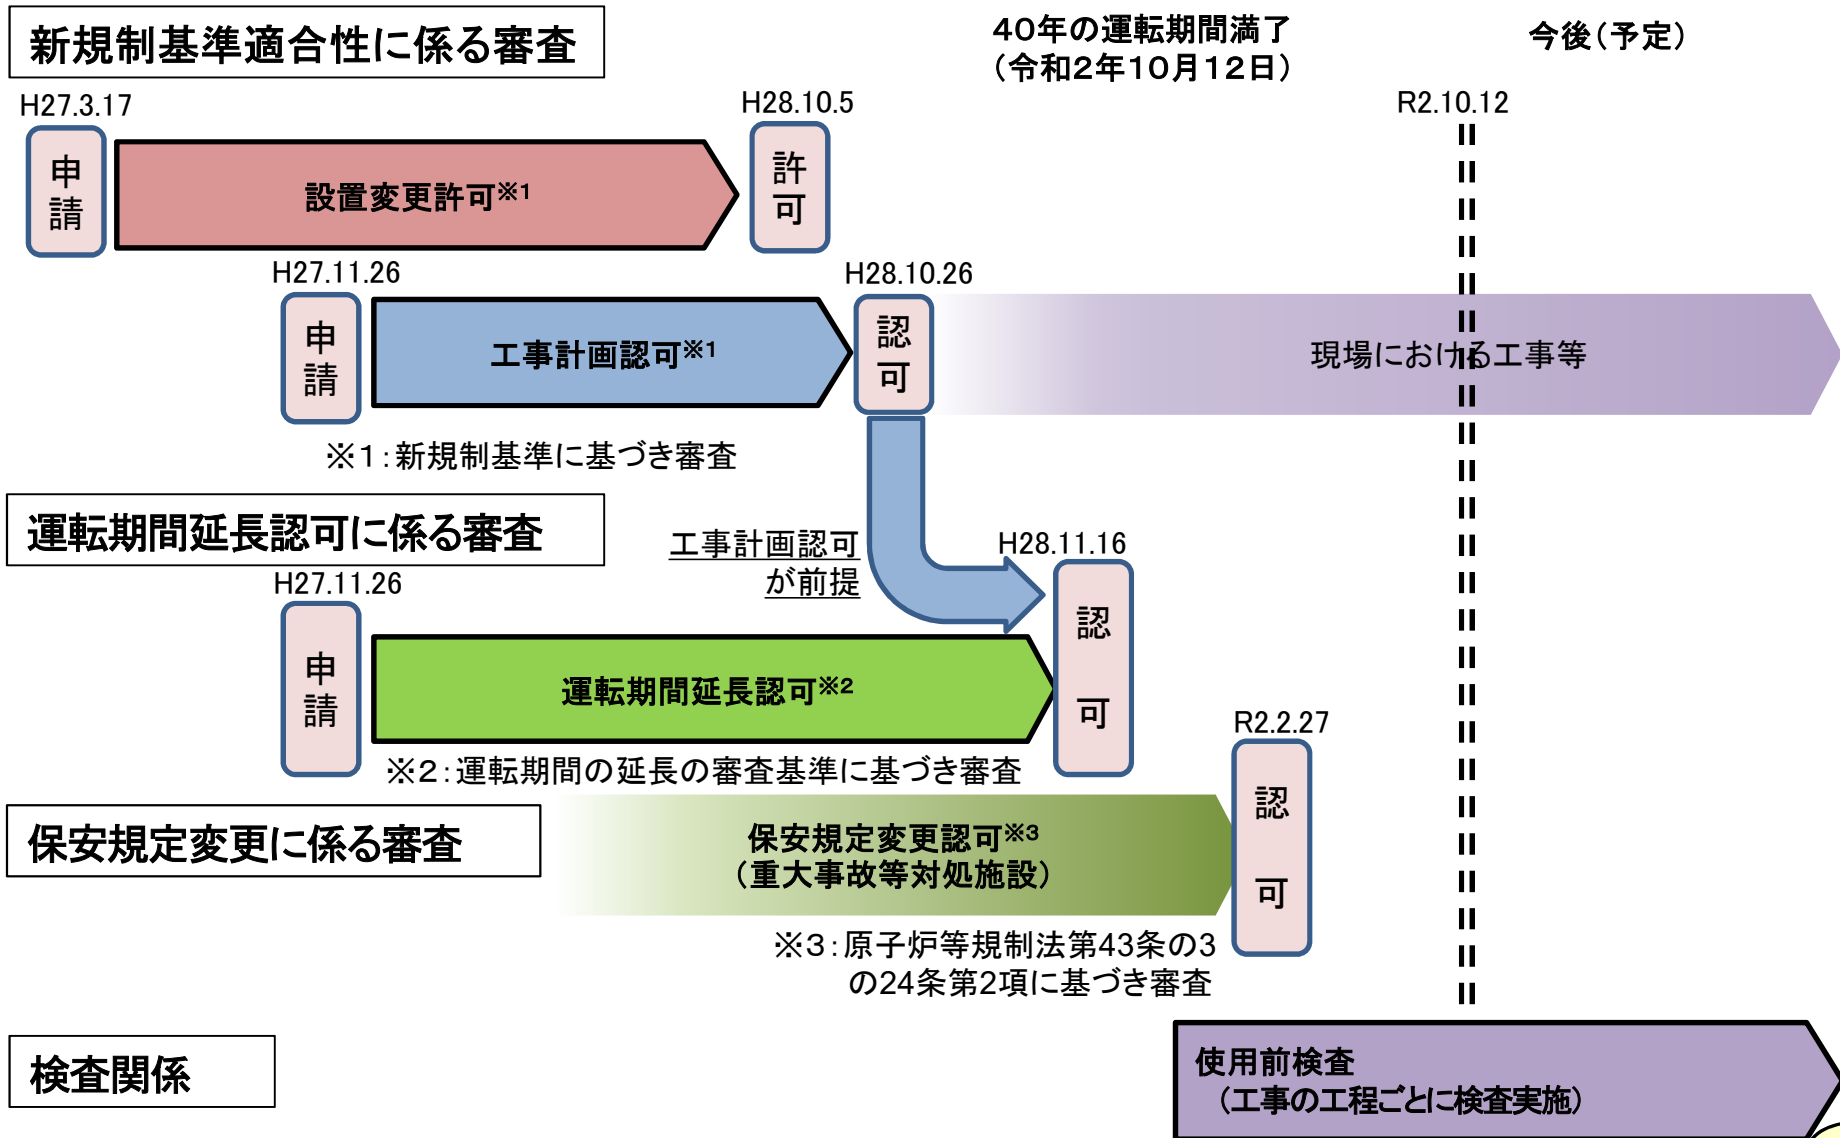 新規制基準適合性に係る審査
40年の運転期間満了
（令和2年10月12日）
今後（予定）
H27.3.17
H28.10.5
R2.10.12
申請
設置変更許可※1
許可
H27.11.26
H28.10.26
申請
工事計画認可※1
認可
現場における工事等
※1：新規制基準に基づき審査
運転期間延長認可に係る審査
工事計画認可
が前提
H28.11.16
H27.11.26
申請
運転期間延長認可※2
認可
※2：運転期間の延長の審査基準に基づき審査
R2.2.27
保安規定変更に係る審査
保安規定変更認可※3
（重大事故等対処施設）
認可
※3：原子炉等規制法第43条の3
の24条第2項に基づき審査
検査関係
使用前検査
（工事の工程ごとに検査実施）